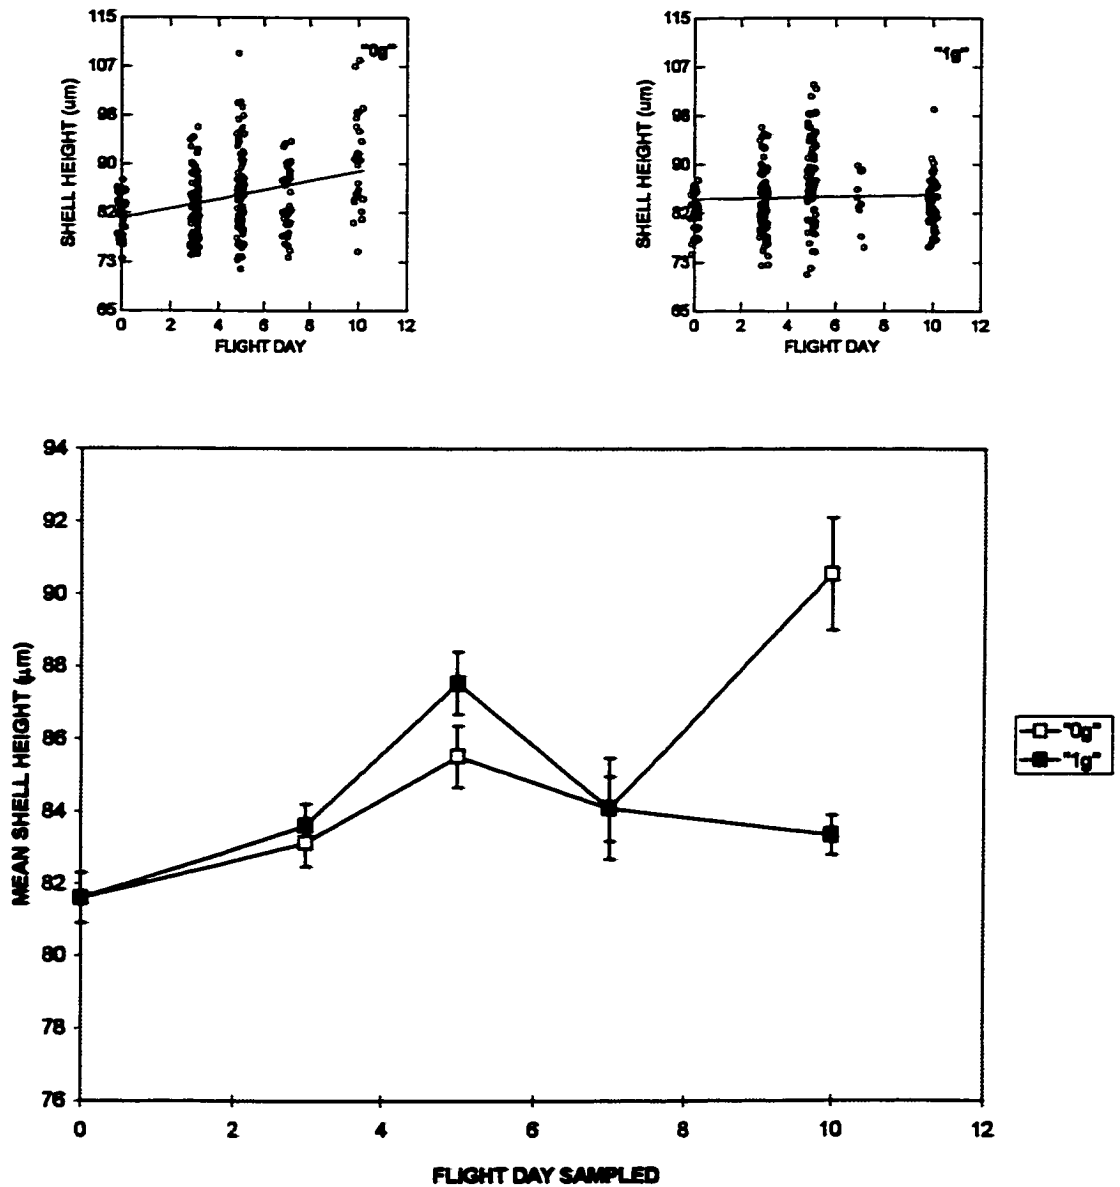 115
107
98
90
82
73
65
"0g"
SHELL HEIGHT (um)
0 2 4 6 8 10 12
FLIGHT DAY
115
107
98
90
82
73
65
"1g"
SHELL HEIGHT (um)
0 2 4 6 8 10 12
FLIGHT DAY
94
92
90
88
86
84
82
80
78
76
MEAN SHELL HEIGHT (μm)
0 2 4 6 8 10 12
FLIGHT DAY SAMPLED
"0g"
"1g"